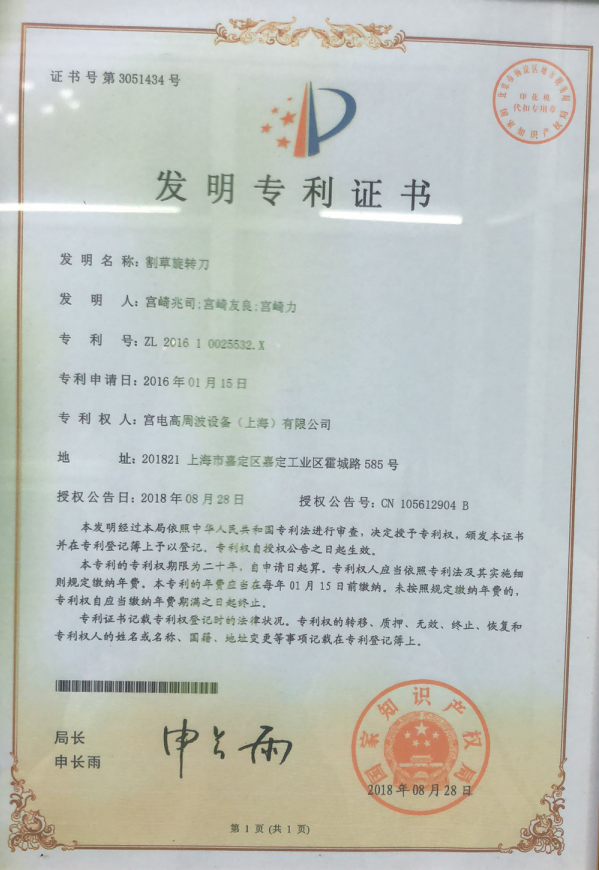 证书号第3051434号
印花税
代扣专用章
发明专利证书
发明名称：割草旋转刀
发明人：宫崎兆司;宫崎友良;宫崎力
专利号：ZL 2016 1 0025532.X
专利申请日：2016年01月15日
专利权人：宫电高周波设备（上海）有限公司
地址：201821 上海市嘉定区嘉定工业区霍城路585号
授权公告日：2018年08月28日 授权公告号：CN 105612904 B
本发明经过本局依照中华人民共和国专利法进行审查，决定授予专利权，颁发本证书
并在专利登记簿上予以登记。专利权自授权公告之日起生效。
本专利的专利权期限为二十年，自申请日起算。专利权人应当依照专利法及其实施细
则规定缴纳年费。本专利的年费应当在每年01月15日前缴纳。未按照规定缴纳年费的，
专利权自应当缴纳年费期满之日起终止。
专利证书记载专利权登记时的法律状况。专利权的转移、质押、无效、终止、恢复和
专利权人的姓名或名称、国籍、地址变更等事项记载在专利登记簿上。
局长
申长雨
申长雨
国家知识产权局
2018年08月28日
第1页(共1页)